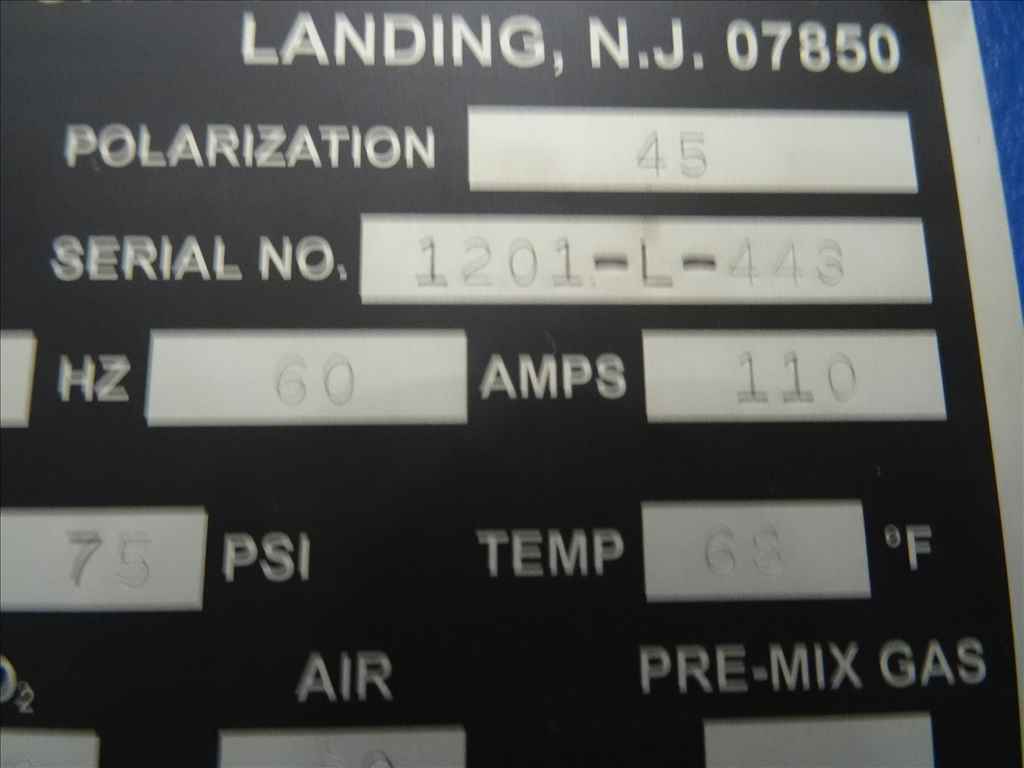 LANDING, N.J. 07850
POLARIZATION 45
SERIAL NO. 1201-L-443
HZ 60 AMPS 110
75 PSI TEMP 68 °F
AIR PRE-MIX GAS